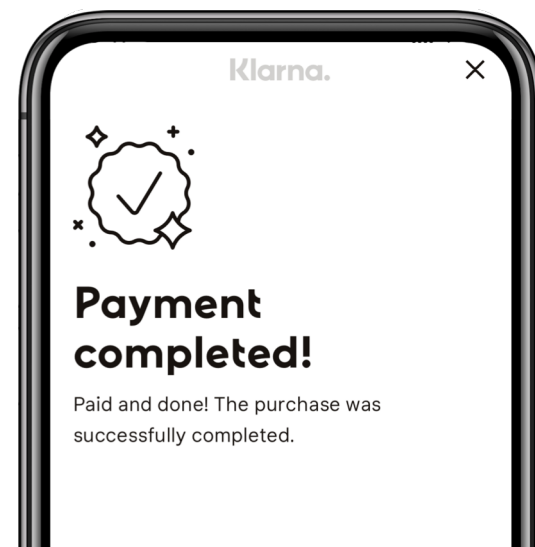 Klarna.
Payment
completed!
Paid and done! The purchase was
successfully completed.